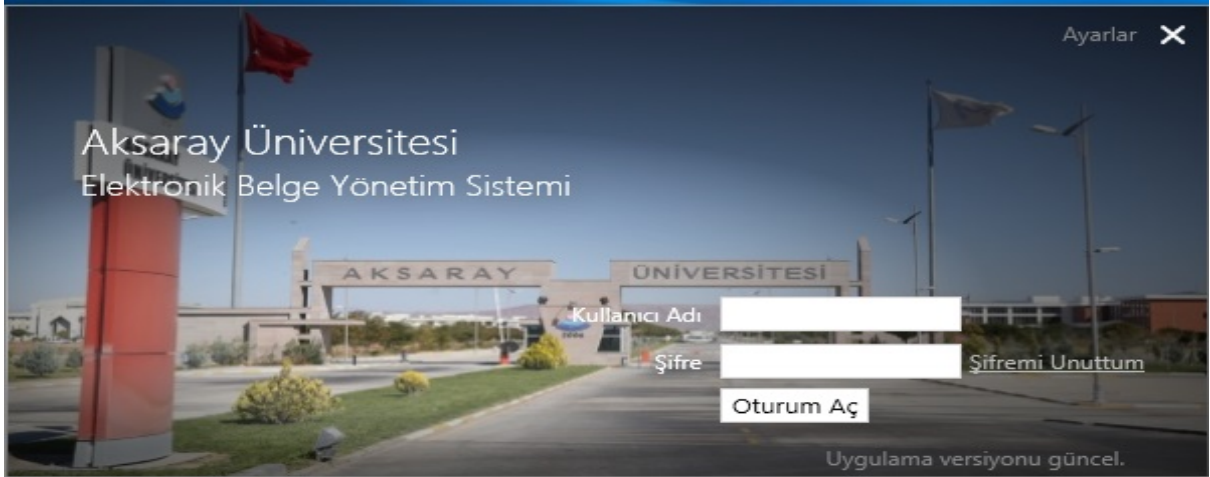 Ayarlar
Aksaray Üniversitesi
Elektronik Belge Yönetim Sistemi
AKSARAY ÜNİVERSİTESİ
Kullanıcı Adı
Şifre
Şifremi Unuttum
Oturum Aç
Uygulama versiyonu güncel.